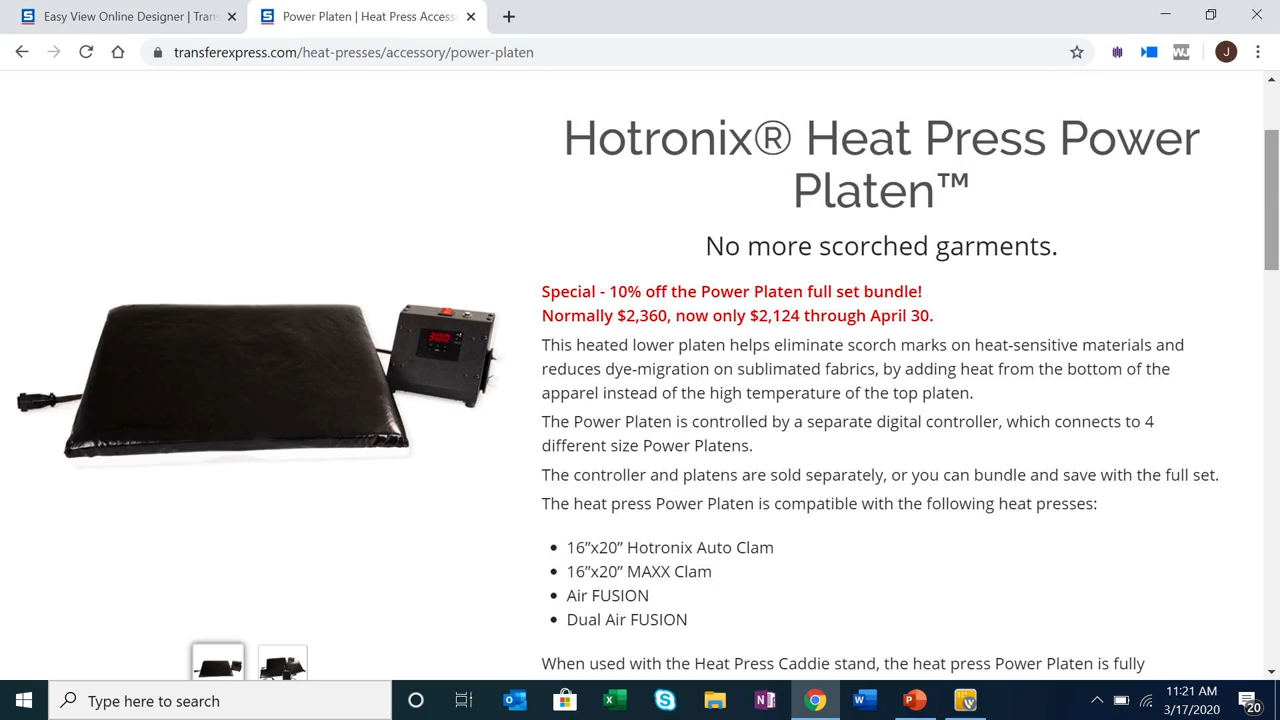 Easy View Online Designer | Tran:
Power Platen | Heat Press Access
transferexpress.com/heat-presses/accessory/power-platen
WJ
J
Hotronix® Heat Press Power
Platen™
No more scorched garments.
Special - 10% off the Power Platen full set bundle!
Normally $2,360, now only $2,124 through April 30.
This heated lower platen helps eliminate scorch marks on heat-sensitive materials and
reduces dye-migration on sublimated fabrics, by adding heat from the bottom of the
apparel instead of the high temperature of the top platen.
The Power Platen is controlled by a separate digital controller, which connects to 4
different size Power Platens.
The controller and platens are sold separately, or you can bundle and save with the full set.
The heat press Power Platen is compatible with the following heat presses:
16”x20” Hotronix Auto Clam
16”x20” MAXX Clam
Air FUSION
Dual Air FUSION
When used with the Heat Press Caddie stand, the heat press Power Platen is fully
300
Type here to search
11:21 AM
3/17/2020
20